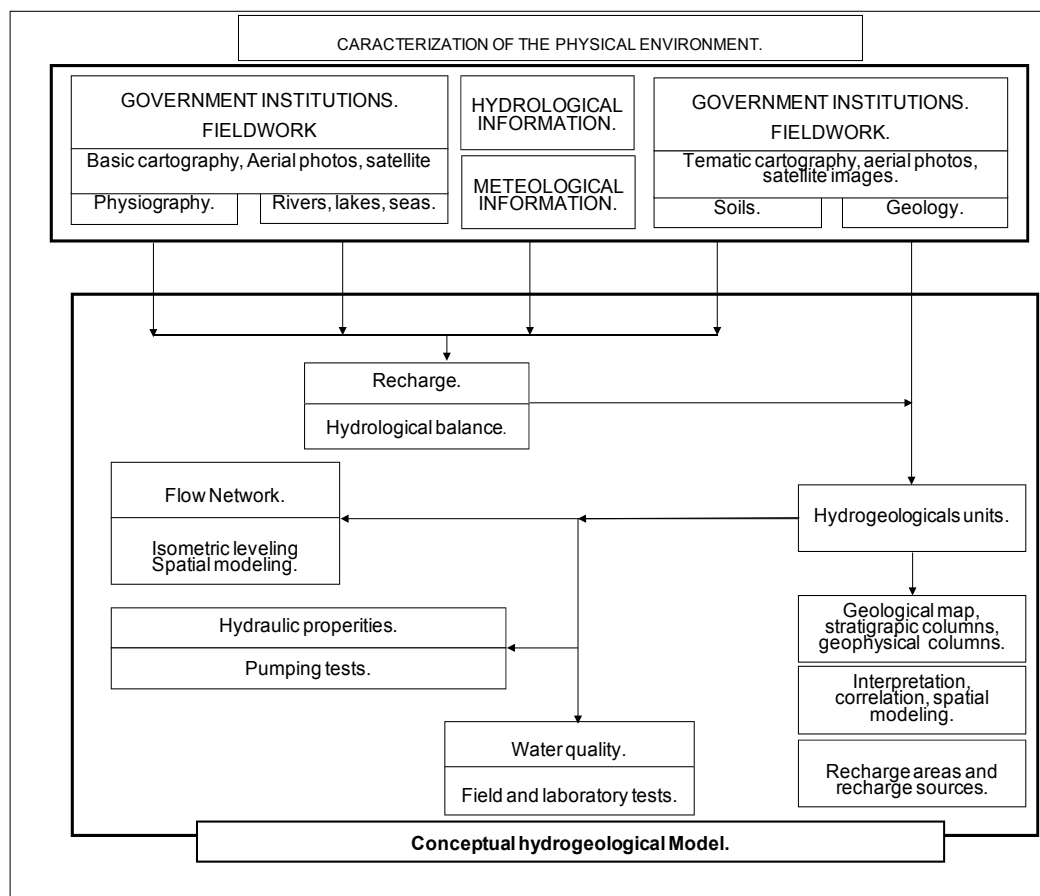 CARACTERIZATION OF THE PHYSICAL ENVIRONMENT.
GOVERNMENT INSTITUTIONS.
FIELDWORK
Basic cartography, Aerial photos, satellite
Physiography.
Rivers, lakes, seas.
HYDROLOGICAL
INFORMATION.
METEOLOGICAL
INFORMATION.
GOVERNMENT INSTITUTIONS.
FIELDWORK.
Tematic cartography, aerial photos,
satellite images.
Soils.
Geology.
Recharge.
Hydrological balance.
Flow Network.
Isometric leveling
Spatial modeling.
Hydrogeologicals units.
Hydraulic properities.
Pumping tests.
Geological map,
stratigrapic columns,
geophysical columns.
Interpretation,
correlation, spatial
modeling.
Water quality.
Field and laboratory tests.
Recharge areas and
recharge sources.
Conceptual hydrogeological Model.